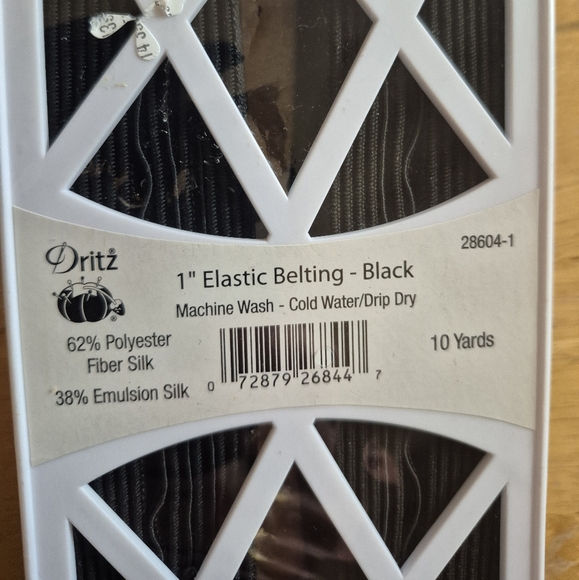 Dritz®
28604-1
1" Elastic Belting - Black
Machine Wash - Cold Water/Drip Dry
62% Polyester
Fiber Silk
38% Emulsion Silk
10 Yards
0 72879 26844 7